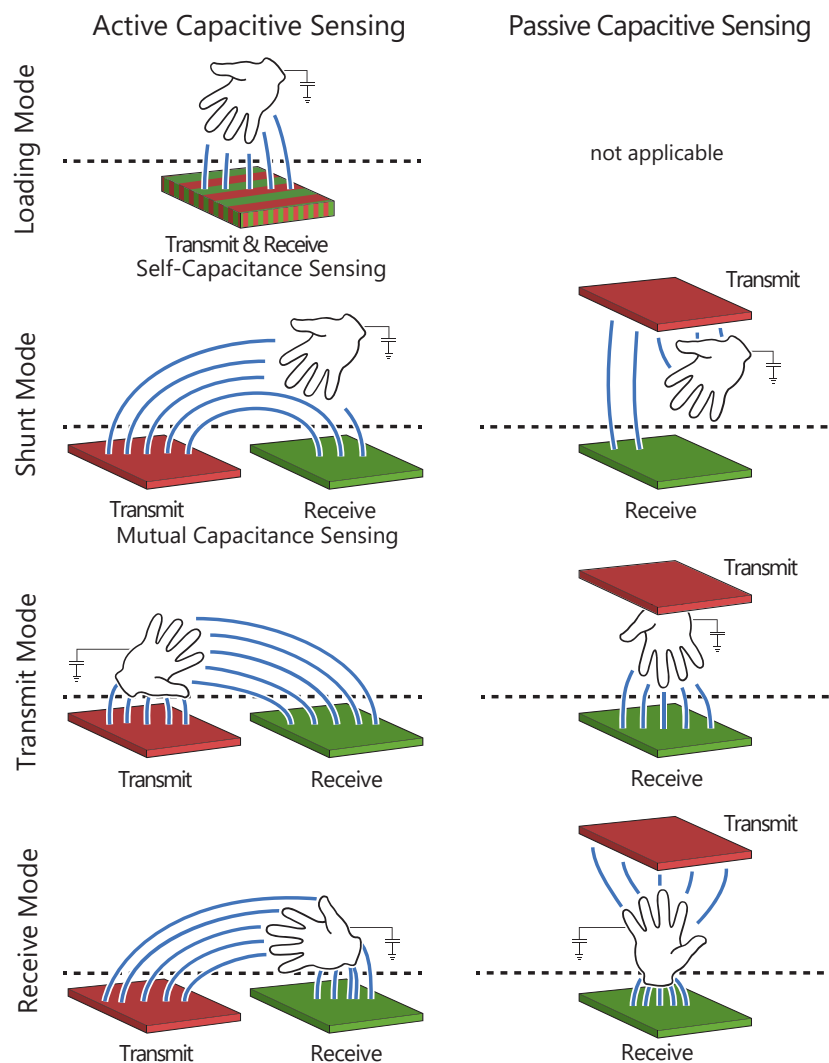 Active Capacitive Sensing
Passive Capacitive Sensing
Loading Mode
not applicable
Transmit & Receive
Self-Capacitance Sensing
Shunt Mode
Transmit
Transmit
Receive
Receive
Mutual Capacitance Sensing
Transmit Mode
Transmit
Transmit
Receive
Receive
Receive Mode
Transmit
Transmit
Receive
Receive